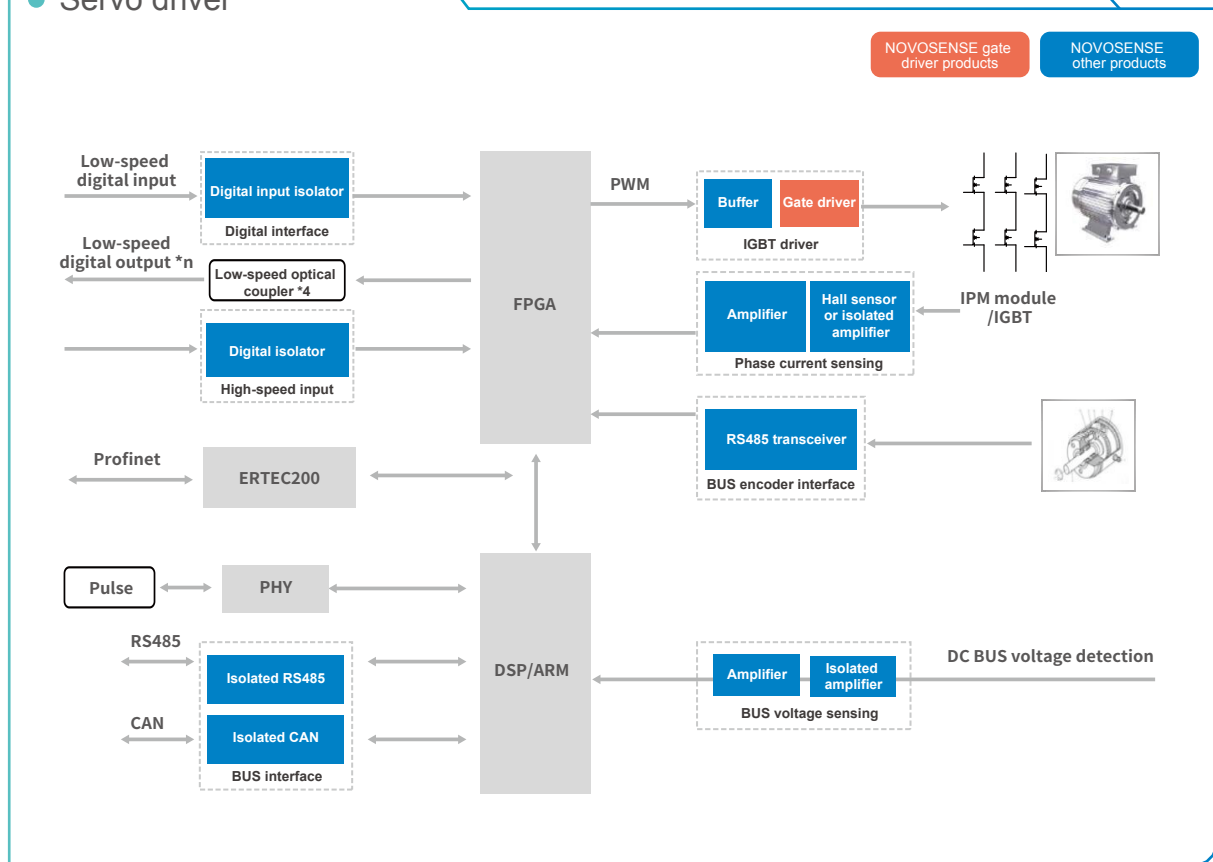 Servo driver
NOVOSENSE gate
driver products
NOVOSENSE
other products
Low-speed
digital input
Digital input isolator
Digital interface
Low-speed
digital output *n
Low-speed optical
coupler *4
Digital isolator
High-speed input
FPGA
PWM
Buffer
Gate driver
IGBT driver
IPM module
/IGBT
Amplifier
Hall sensor
or isolated
amplifier
Phase current sensing
RS485 transceiver
BUS encoder interface
Profinet
ERTEC200
Pulse
PHY
RS485
Isolated RS485
CAN
Isolated CAN
BUS interface
DSP/ARM
Amplifier
Isolated
amplifier
BUS voltage sensing
DC BUS voltage detection